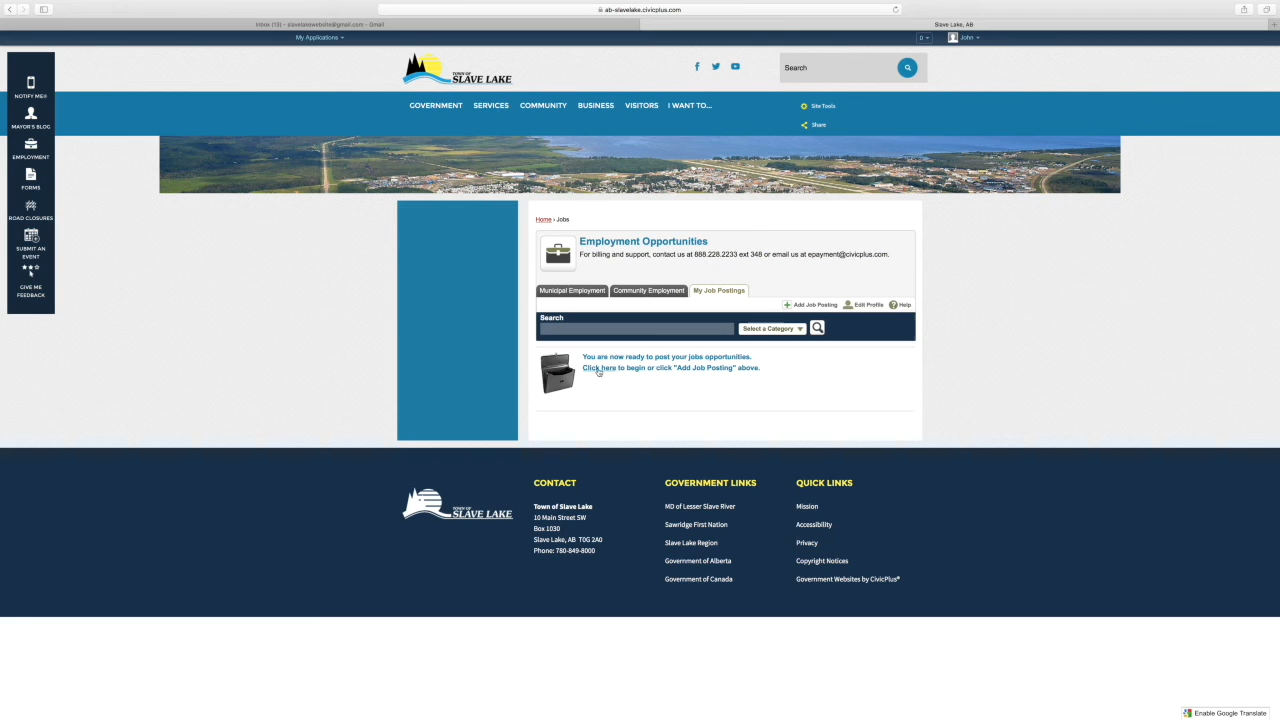 ab-slavelake.civicplus.com
Inbox (13) - slavelakewebsite@gmail.com - Gmail
Slave Lake, AB
My Applications
0
John
TOWN OF
SLAVE LAKE
Search
GOVERNMENT SERVICES COMMUNITY BUSINESS VISITORS I WANT TO...
Site Tools
Share
NOTIFY ME®
MAYOR'S BLOG
EMPLOYMENT
FORMS
ROAD CLOSURES
SUBMIT AN
EVENT
GIVE ME
FEEDBACK
Home › Jobs
Employment Opportunities
For billing and support, contact us at 888.228.2233 ext 348 or email us at epayment@civicplus.com.
Municipal Employment Community Employment My Job Postings
Add Job Posting Edit Profile Help
Search
Select a Category
You are now ready to post your jobs opportunities.
Click here to begin or click "Add Job Posting" above.
TOWN OF
SLAVE LAKE
CONTACT
Town of Slave Lake
10 Main Street SW
Box 1030
Slave Lake, AB T0G 2A0
Phone: 780-849-8000
GOVERNMENT LINKS
MD of Lesser Slave River
Sawridge First Nation
Slave Lake Region
Government of Alberta
Government of Canada
QUICK LINKS
Mission
Accessibility
Privacy
Copyright Notices
Government Websites by CivicPlus®
Enable Google Translate